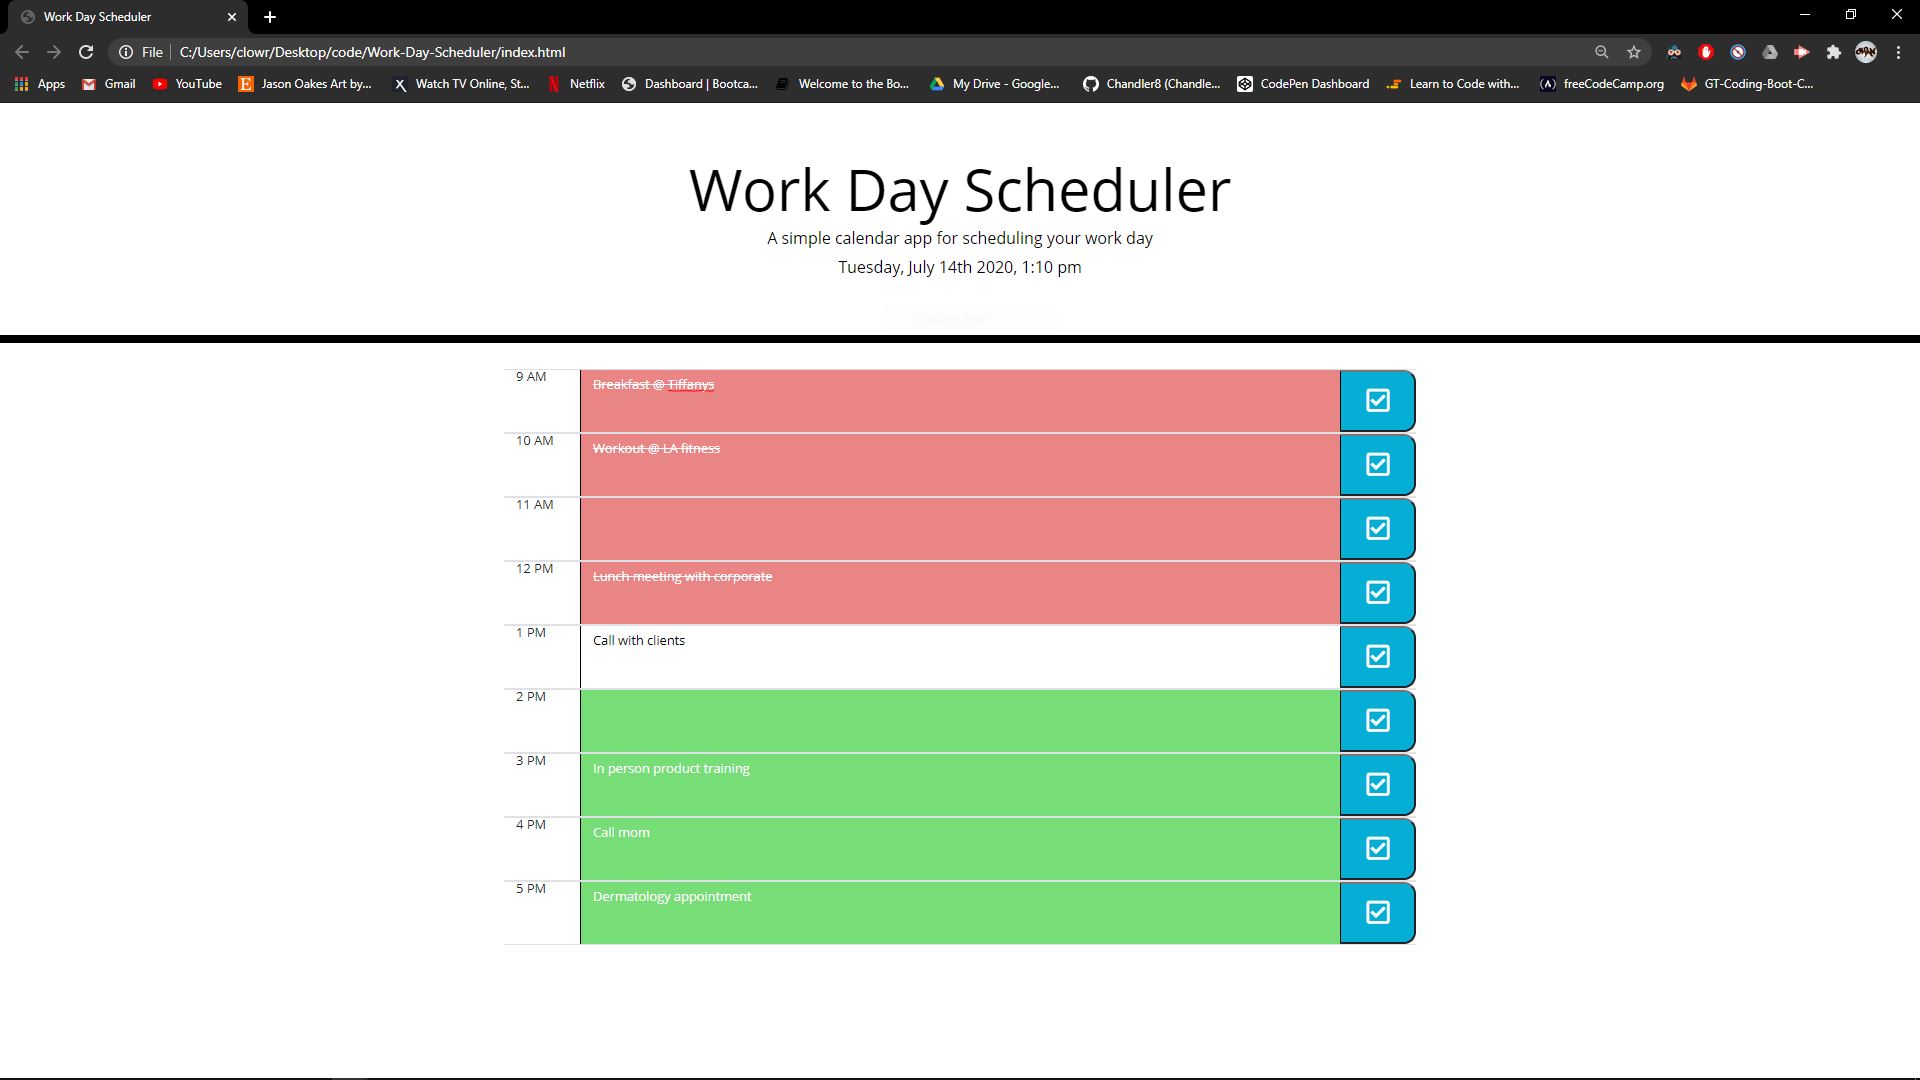 Work Day Scheduler
File C:/Users/clowr/Desktop/code/Work-Day-Scheduler/index.html
Apps Gmail YouTube Jason Oakes Art by... Watch TV Online, St... Netflix Dashboard | Bootca... Welcome to the Bo... My Drive - Google... Chandler8 (Chandle... CodePen Dashboard Learn to Code with... freeCodeCamp.org GT-Coding-Boot-C...
Work Day Scheduler
A simple calendar app for scheduling your work day
Tuesday, July 14th 2020, 1:10 pm
9 AM Breakfast @ Tiffanys
10 AM Workout @ LA fitness
11 AM
12 PM Lunch meeting with corporate
1 PM Call with clients
2 PM
3 PM In person product training
4 PM Call mom
5 PM Dermatology appointment